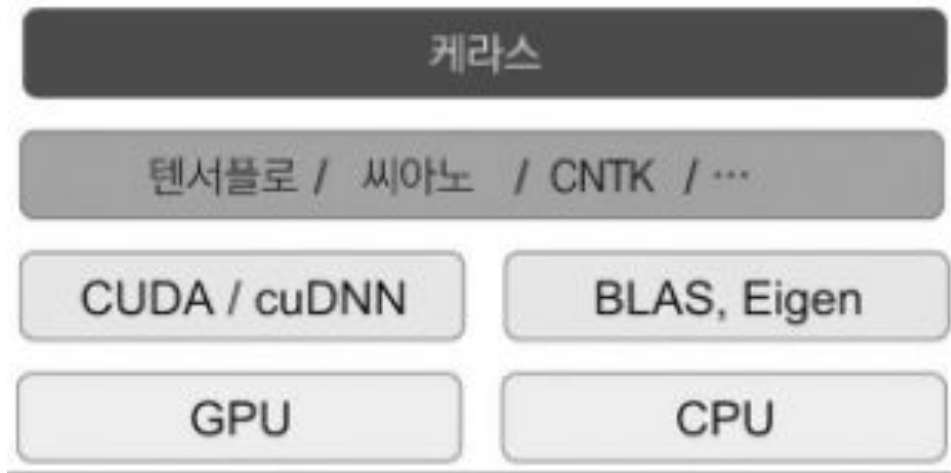 케라스
텐서플로 / 씨아노 / CNTK / …
CUDA / cuDNN
BLAS, Eigen
GPU
CPU